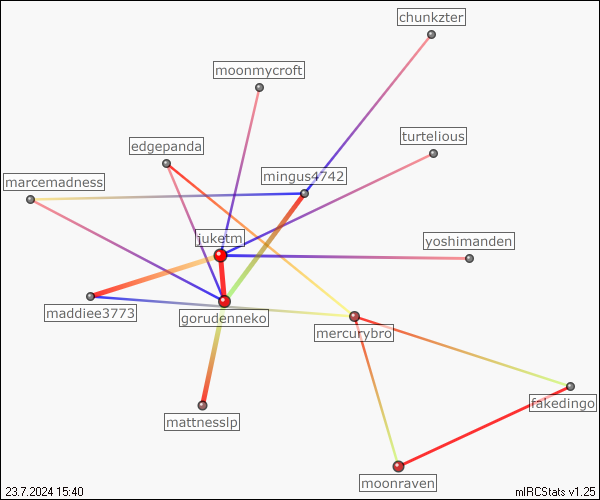 chunkzter
moonmycroft
turtelious
edgepanda
mingus4742
marcemadness
juketm
yoshimanden
maddiee3773
gorudenneko
mercurybro
fakedingo
mattnesslp
moonraven
23.7.2024 15:40
mIRCStats v1.25